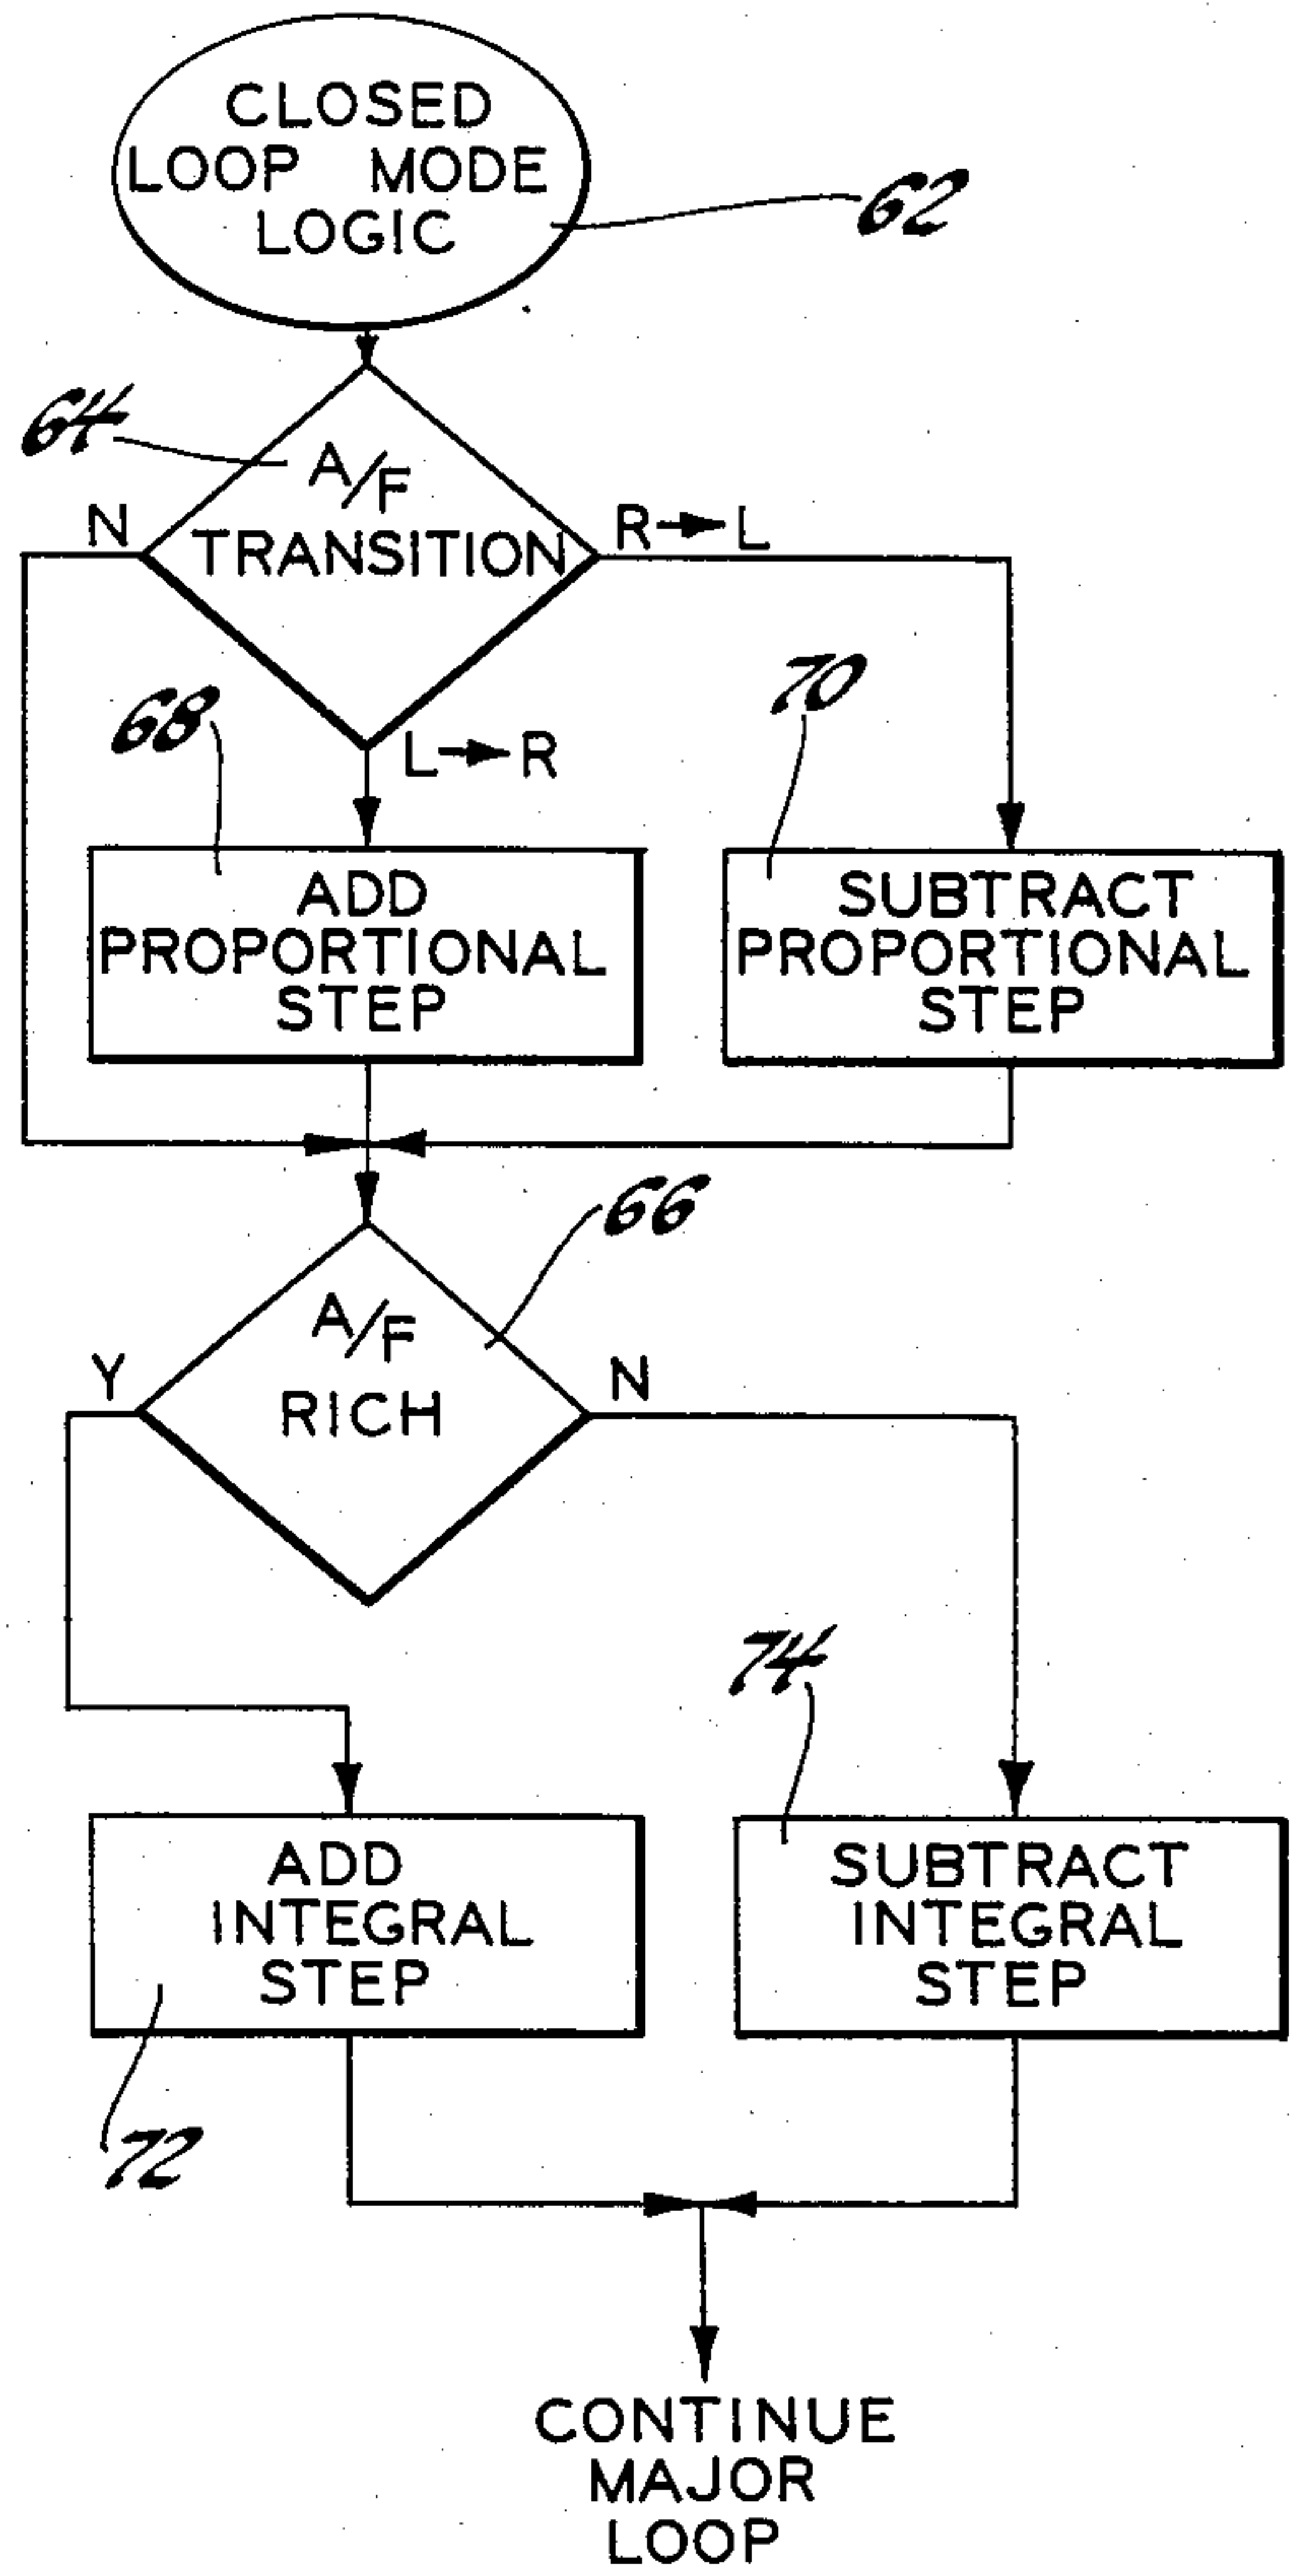 CLOSED
LOOP MODE
LOGIC
62
64
A/F
TRANSITION
N
R→L
68
70
L→R
ADD
PROPORTIONAL
STEP
SUBTRACT
PROPORTIONAL
STEP
66
A/F
RICH
Y
N
74
ADD
INTEGRAL
STEP
SUBTRACT
INTEGRAL
STEP
72
CONTINUE
MAJOR
LOOP